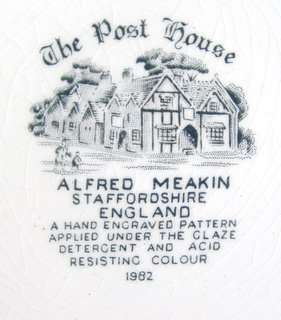 The Post House
ALFRED MEAKIN
STAFFORDSHIRE
ENGLAND
A HAND ENGRAVED PATTERN
APPLIED UNDER THE GLAZE
DETERGENT AND ACID
RESISTING COLOUR
1982